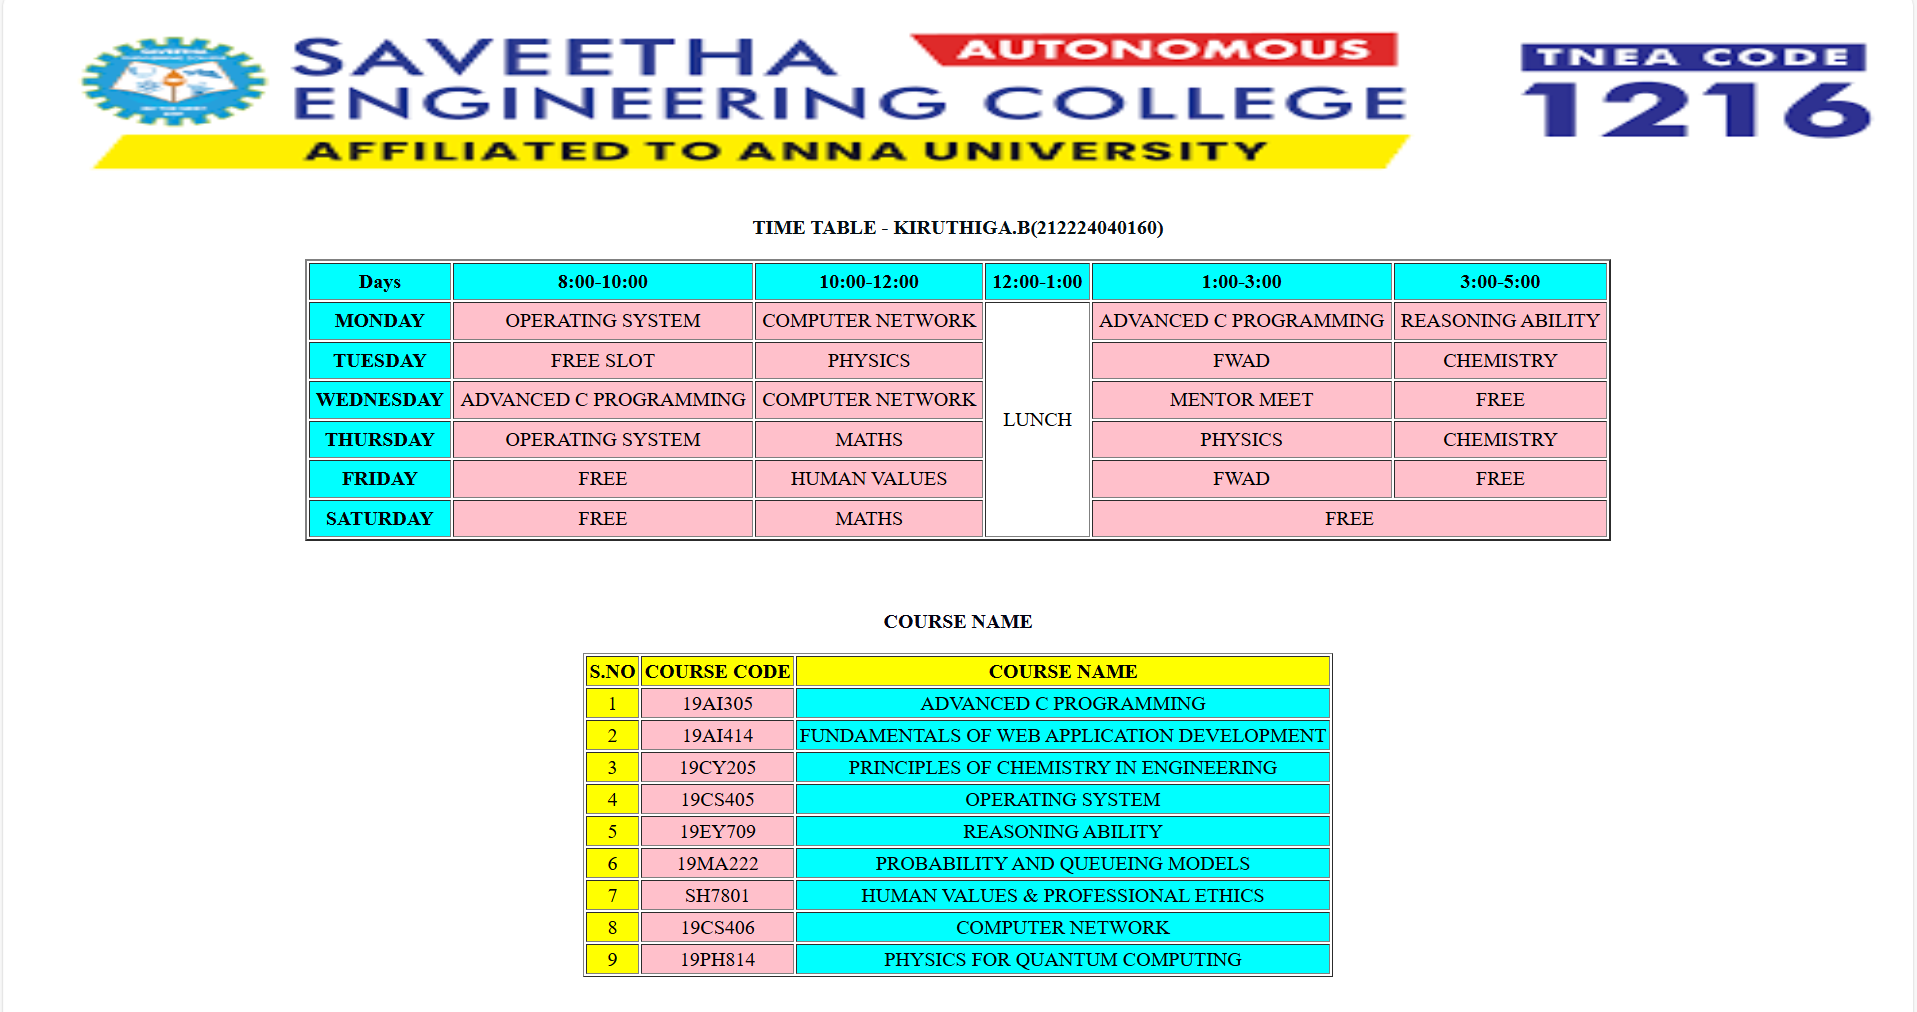 SAVEETHA AUTONOMOUS
ENGINEERING COLLEGE
AFFILIATED TO ANNA UNIVERSITY
TNEA CODE
1216
TIME TABLE - KIRUTHIGA.B(212224040160)
Days 8:00-10:00 10:00-12:00 12:00-1:00 1:00-3:00 3:00-5:00
MONDAY OPERATING SYSTEM COMPUTER NETWORK ADVANCED C PROGRAMMING REASONING ABILITY
TUESDAY FREE SLOT PHYSICS FWAD CHEMISTRY
WEDNESDAY ADVANCED C PROGRAMMING COMPUTER NETWORK MENTOR MEET FREE
LUNCH
THURSDAY OPERATING SYSTEM MATHS PHYSICS CHEMISTRY
FRIDAY FREE HUMAN VALUES FWAD FREE
SATURDAY FREE MATHS FREE
COURSE NAME
S.NO COURSE CODE COURSE NAME
1 19AI305 ADVANCED C PROGRAMMING
2 19AI414 FUNDAMENTALS OF WEB APPLICATION DEVELOPMENT
3 19CY205 PRINCIPLES OF CHEMISTRY IN ENGINEERING
4 19CS405 OPERATING SYSTEM
5 19EY709 REASONING ABILITY
6 19MA222 PROBABILITY AND QUEUEING MODELS
7 SH7801 HUMAN VALUES & PROFESSIONAL ETHICS
8 19CS406 COMPUTER NETWORK
9 19PH814 PHYSICS FOR QUANTUM COMPUTING